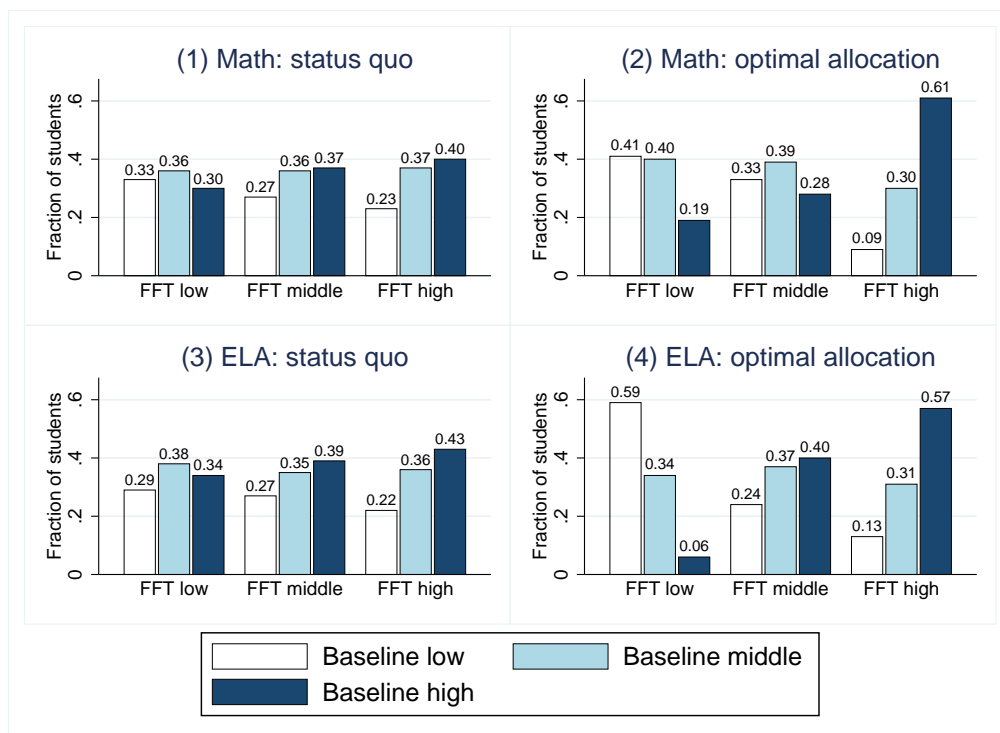 (1) Math: status quo
Fraction of students
0 .2 .4 .6
0.33 0.36 0.30 0.27 0.36 0.37 0.23 0.37 0.40
FFT low FFT middle FFT high
(2) Math: optimal allocation
Fraction of students
0 .2 .4 .6
0.41 0.40 0.19 0.33 0.39 0.28 0.09 0.30 0.61
FFT low FFT middle FFT high
(3) ELA: status quo
Fraction of students
0 .2 .4 .6
0.29 0.38 0.34 0.27 0.35 0.39 0.22 0.36 0.43
FFT low FFT middle FFT high
(4) ELA: optimal allocation
Fraction of students
0 .2 .4 .6
0.59 0.34 0.06 0.24 0.37 0.40 0.13 0.31 0.57
FFT low FFT middle FFT high
Baseline low Baseline middle
Baseline high